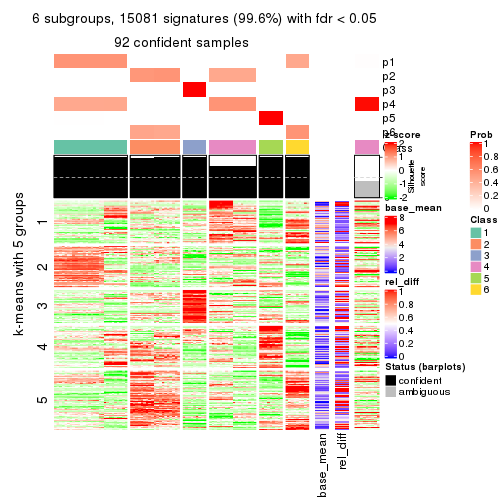 6 subgroups, 15081 signatures (99.6%) with fdr < 0.05
92 confident samples
p1
p2
p3
p4
p5
p6
Class
z-score
2
1
0
-1
-2
Silhouette
score
base_mean
8
6
4
2
0
rel_diff
1
0.8
0.6
0.4
0.2
0
Prob
1
0.8
0.6
0.4
0.2
0
Class
1
2
3
4
5
6
Status (barplots)
confident
ambiguous
k-means with 5 groups
1
2
3
4
5
base_mean
rel_diff